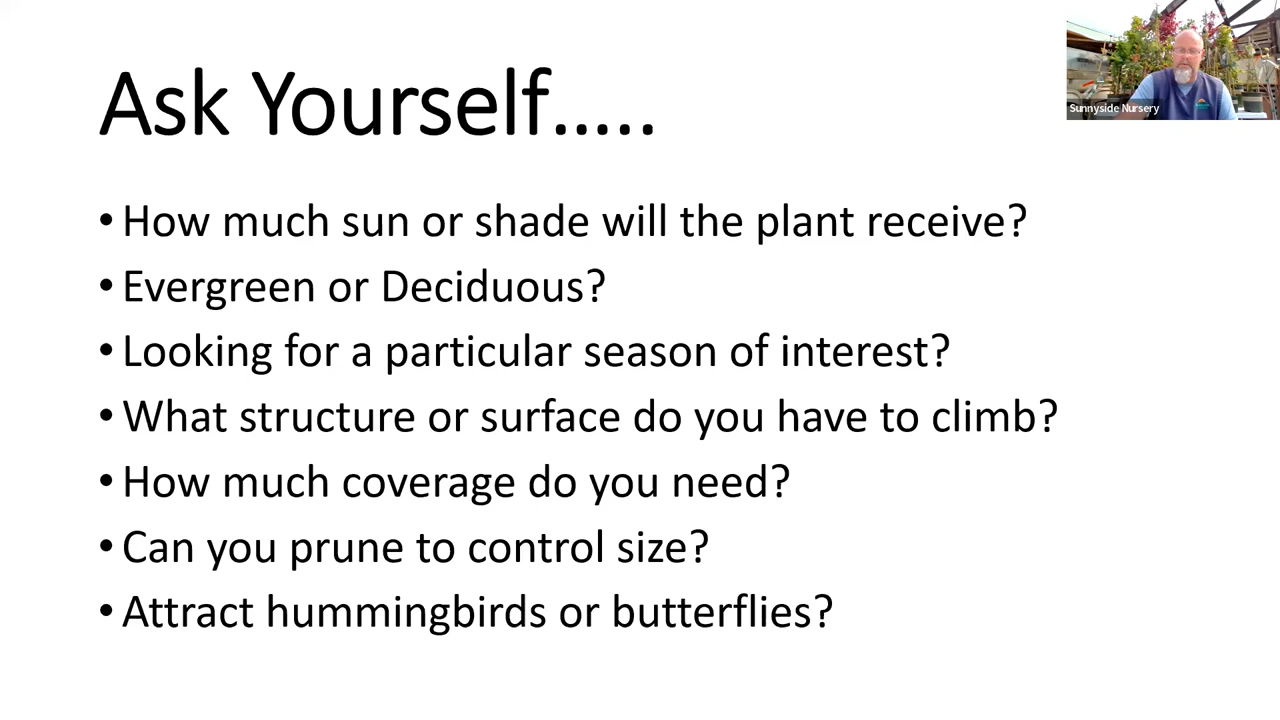 Ask Yourself…..
Sunnyside Nursery
• How much sun or shade will the plant receive?
• Evergreen or Deciduous?
• Looking for a particular season of interest?
• What structure or surface do you have to climb?
• How much coverage do you need?
• Can you prune to control size?
• Attract hummingbirds or butterflies?